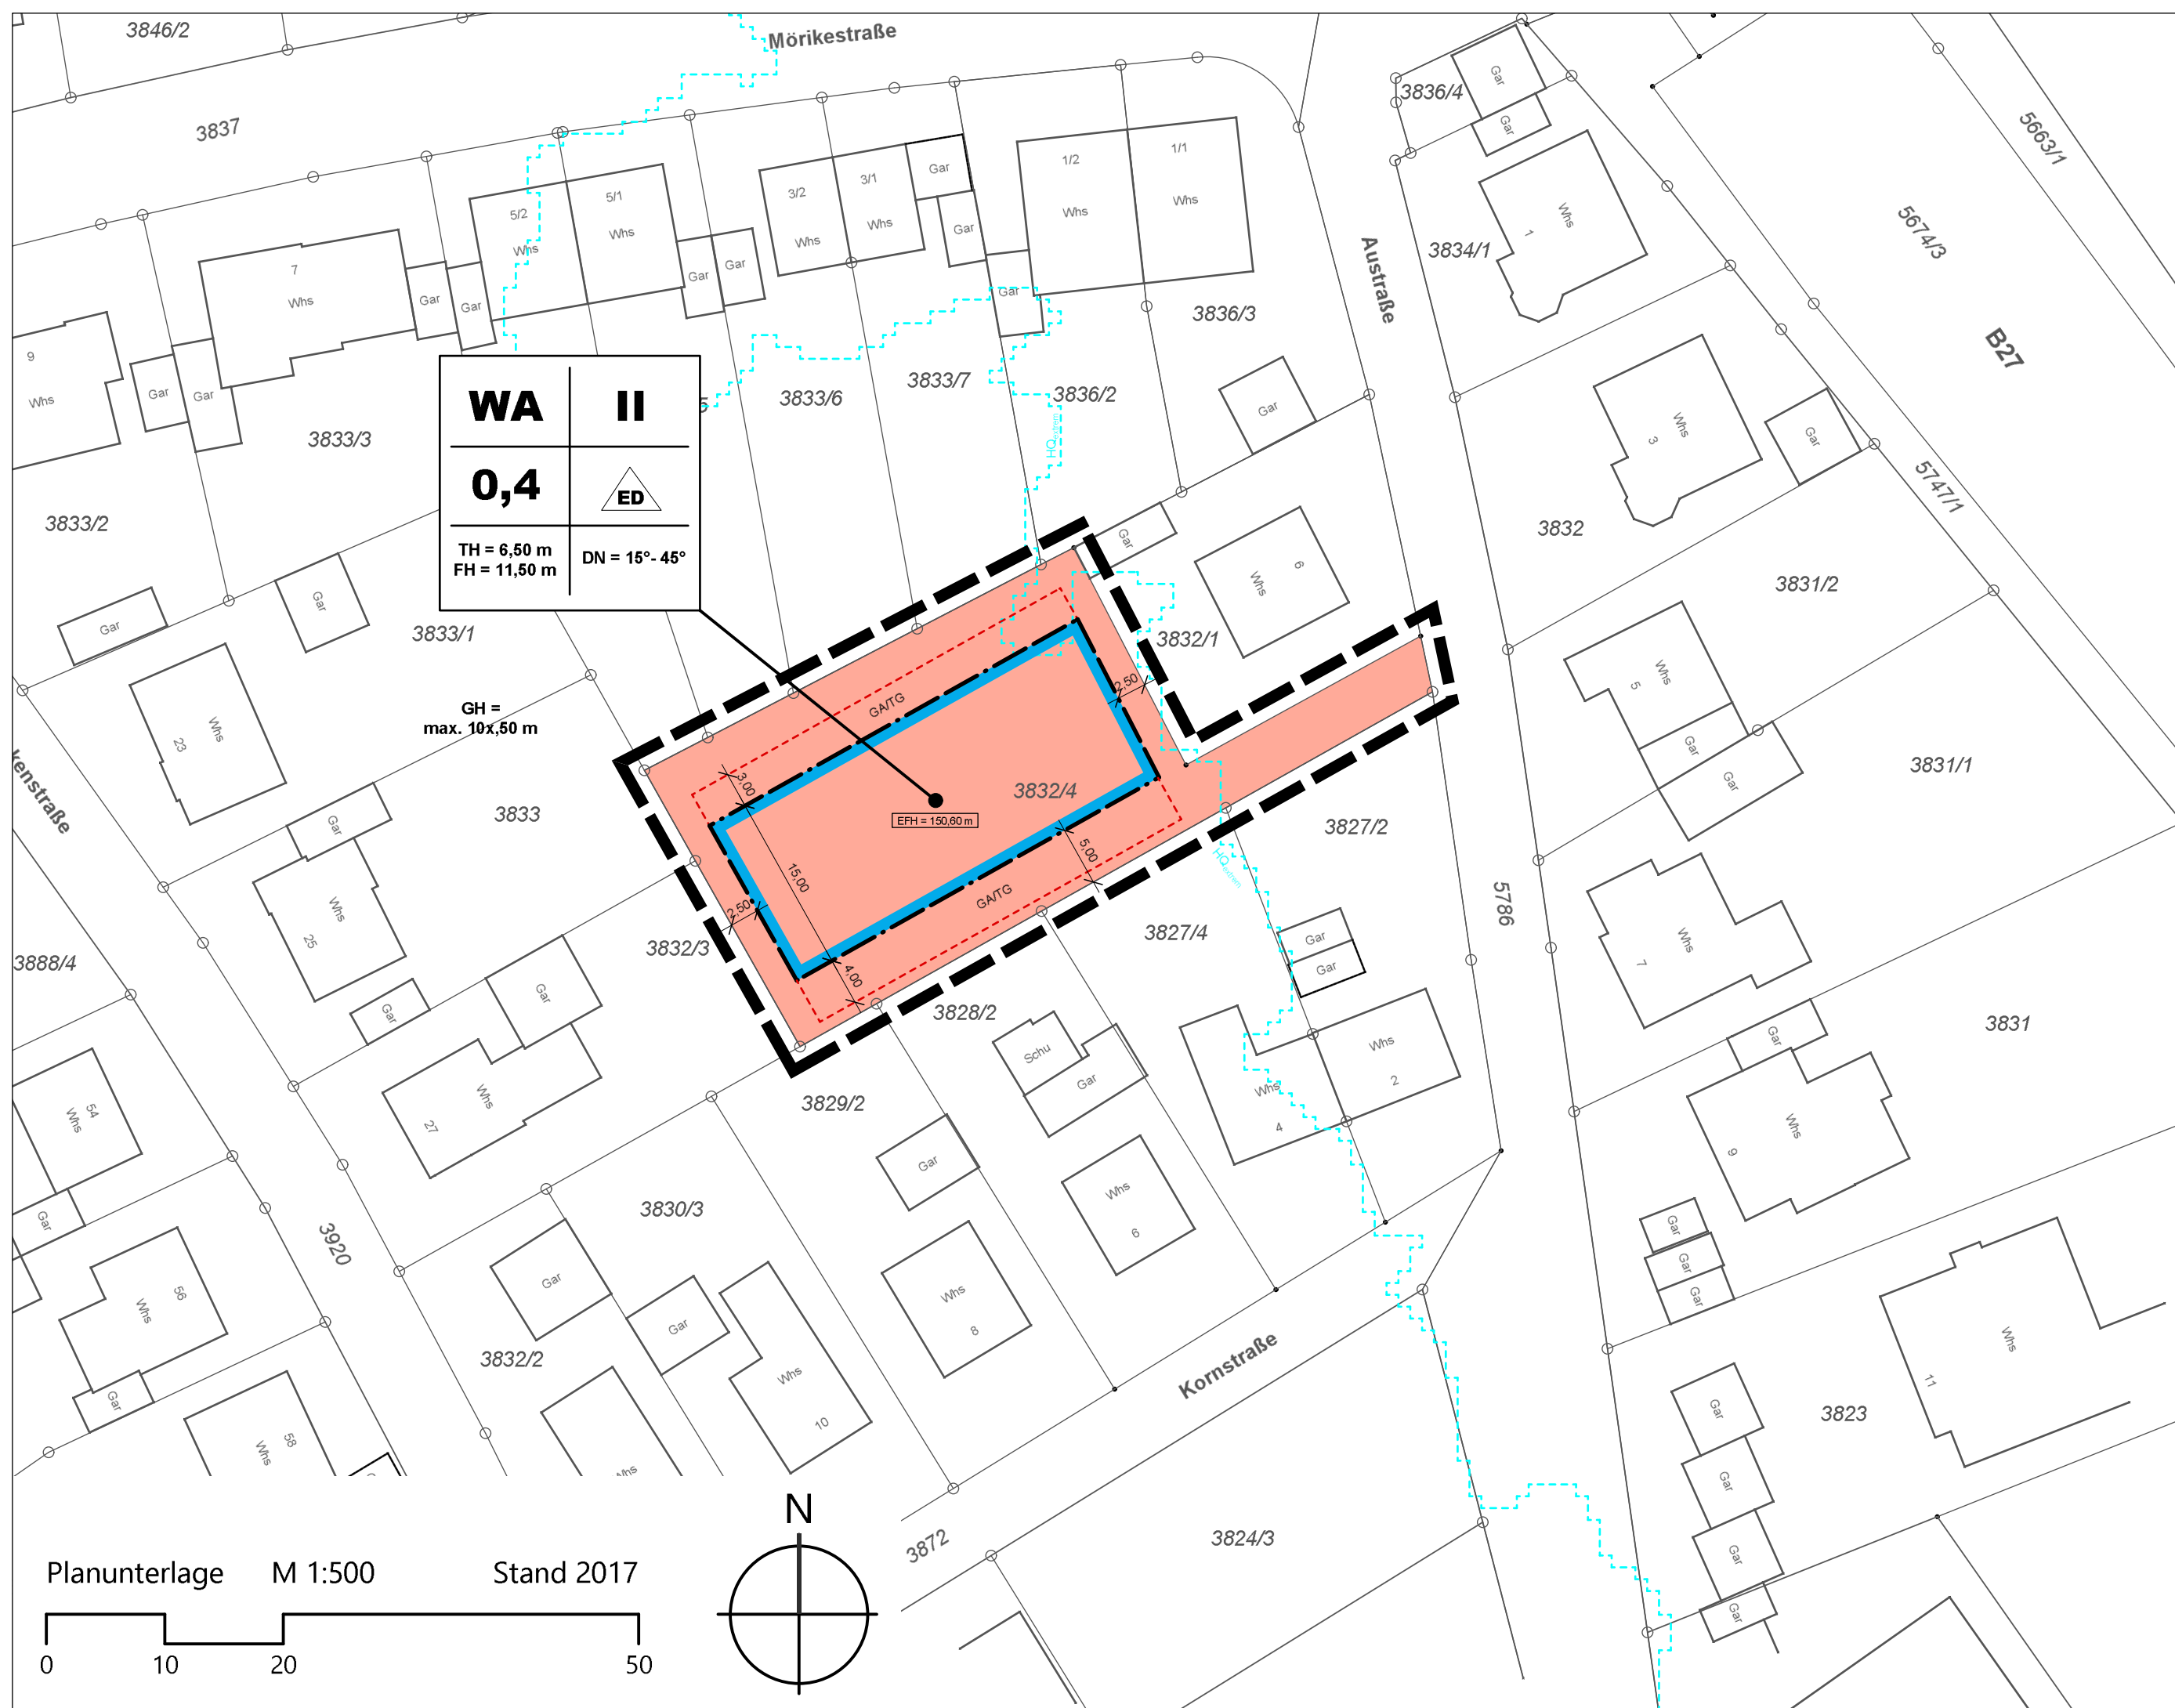 3846/2
Mörikestraße
3837
3836/4
Gar
Gar
5663/1
5674/3
B27
5747/1
Austraße
3834/1
1
Whs
1/2
Whs
1/1
Whs
3/2
Whs
3/1
Whs
Gar
Gar
Gar
5/2
Whs
5/1
Whs
Gar
Gar
7
Whs
Gar
Gar
9
Whs
Gar
Gar
3836/3
3833/7
3836/2
3833/6
5
3833/3
3833/2
Gar
HQextrem
3
Whs
Gar
3832
3831/2
WA
II
0,4
ED
TH = 6,50 m
FH = 11,50 m
DN = 15°- 45°
Gar
6
Whs
3832/1
Gar
Gar
3833/1
GH =
max. 10x,50 m
23
Whs
kenstraße
3833
GA/TG
2,50
3,00
3832/4
EFH = 150,60 m
15,00
5,00
2,50
GA/TG
4,00
5
Whs
Gar
Gar
3831/1
3827/2
HQextrem
5786
Gar
25
Whs
3832/3
3827/4
Gar
Gar
7
Whs
3888/4
Gar
Gar
27
Whs
3828/2
Schu
Gar
Whs
4
Whs
2
3831
Gar
9
Whs
3829/2
54
Whs
Gar
Gar
Whs
6
3830/3
3920
Gar
Gar
Gar
Gar
56
Whs
Gar
Gar
Whs
8
Kornstraße
3832/2
Whs
10
Whs
11
3823
58
Whs
Whs
Gar
Gar
Gar
Gar
3872
3824/3
N
Planunterlage M 1:500 Stand 2017
0 10 20 50